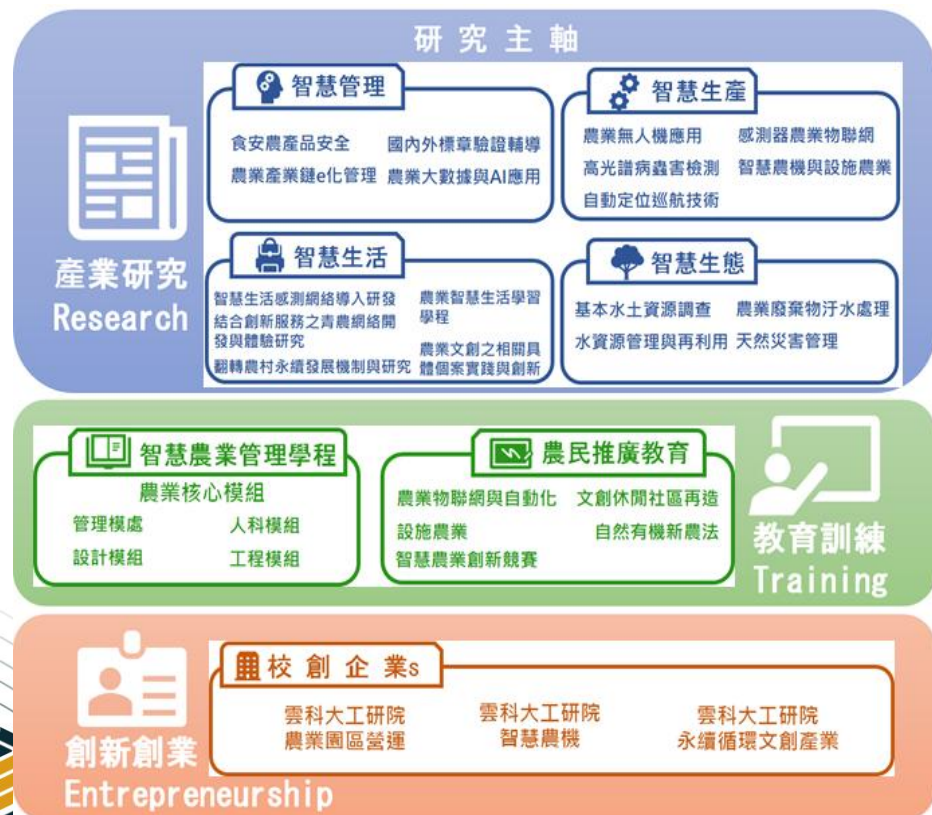 研究主軸
產業研究
Research
智慧管理
食安農產品安全
國內外標章驗證輔導
農業產業鏈e化管理
農業大數據與AI應用
智慧生產
農業無人機應用
感測器農業物聯網
高光譜病蟲害檢測
智慧農機與設施農業
自動定位巡航技術
智慧生活
智慧生活感測網絡導入研發
結合創新服務之青農網絡開
發與體驗研究
翻轉農村永續發展機制與研究
農業智慧生活學習
學程
農業文創之相關具
體個案實踐與創新
智慧生態
基本水土資源調查
農業廢棄物汙水處理
水資源管理與再利用
天然災害管理
智慧農業管理學程
農業核心模組
管理模處
人科模組
設計模組
工程模組
農民推廣教育
農業物聯網與自動化
文創休閒社區再造
設施農業
自然有機新農法
智慧農業創新競賽
教育訓練
Training
創新創業
Entrepreneurship
校創企業s
雲科大工研院
農業園區營運
雲科大工研院
智慧農機
雲科大工研院
永續循環文創產業